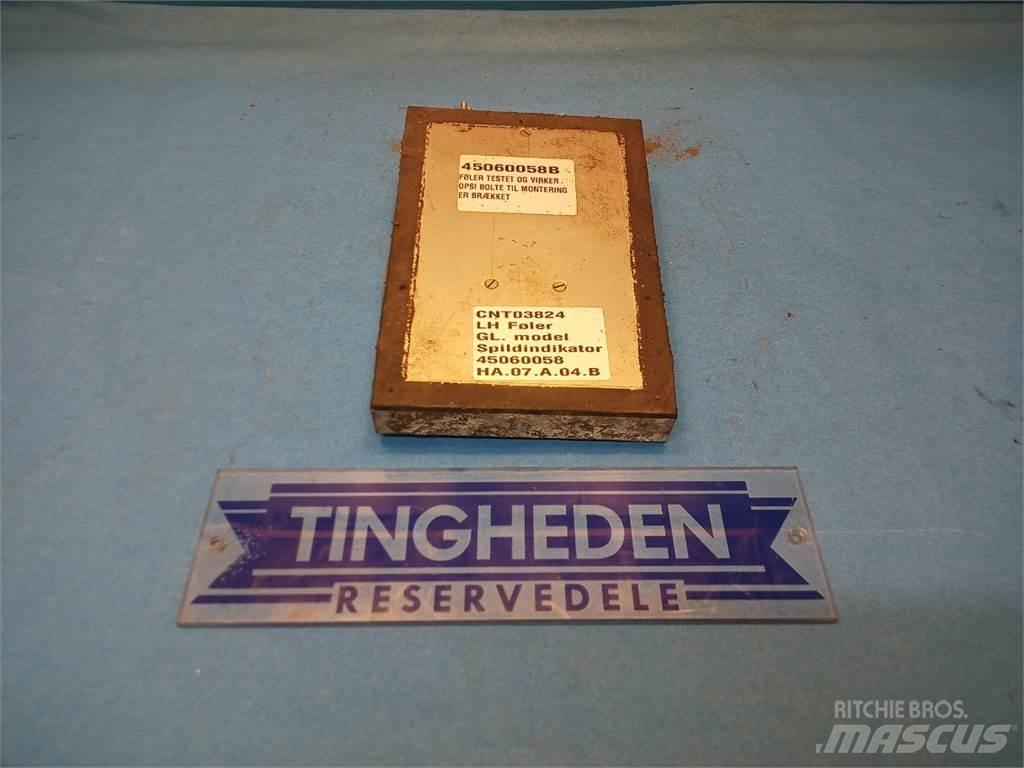 45060058B
FØLER TESTET OG VIRKER .
OPSI BOLTE TIL MONTERING
ER BRÆKKET
CNT03824
LH Føler
GL. model
Spildindikator
45060058
HA.07.A.04.B
TINGHEDEN
RESERVEDELE
RITCHIE BROS.
MASCUS